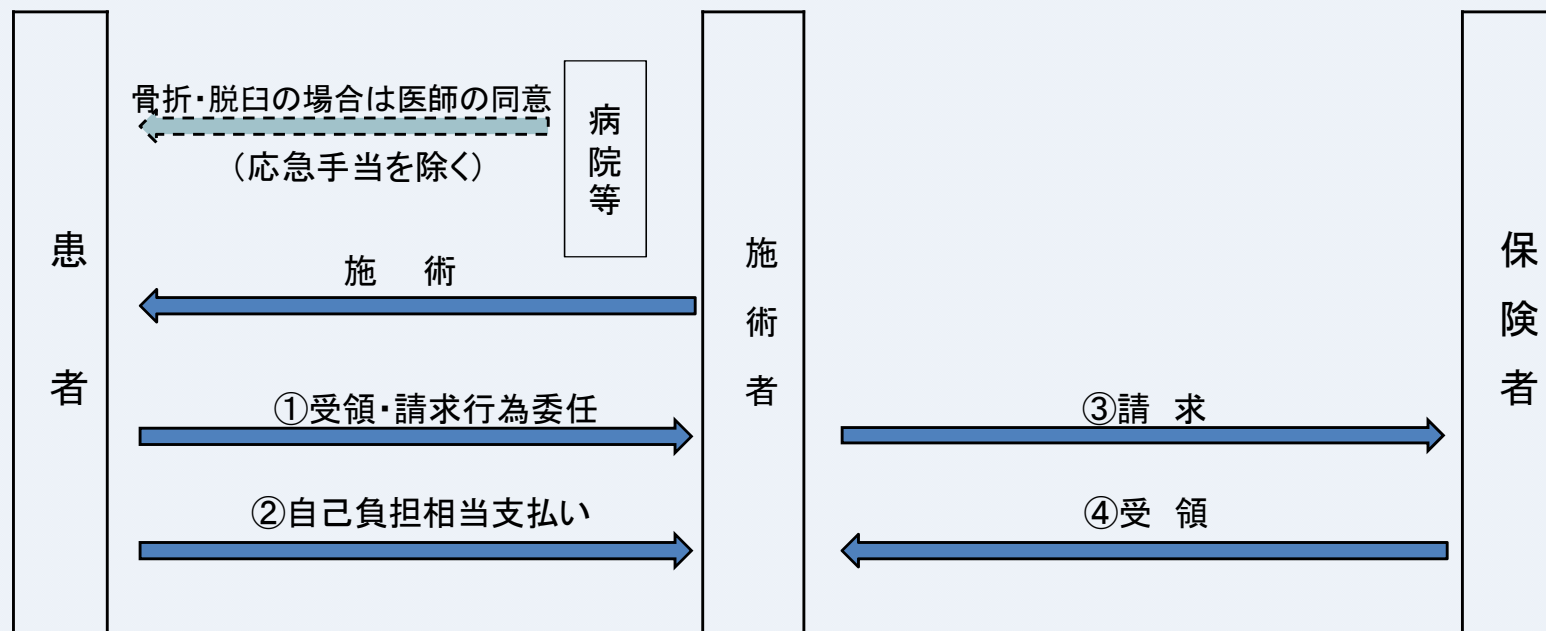 骨折・脱臼の場合は医師の同意
（応急手当を除く）
病院等
患者
施術者
保険者
施　術
①受領・請求行為委任
③請　求
②自己負担相当支払い
④受　領